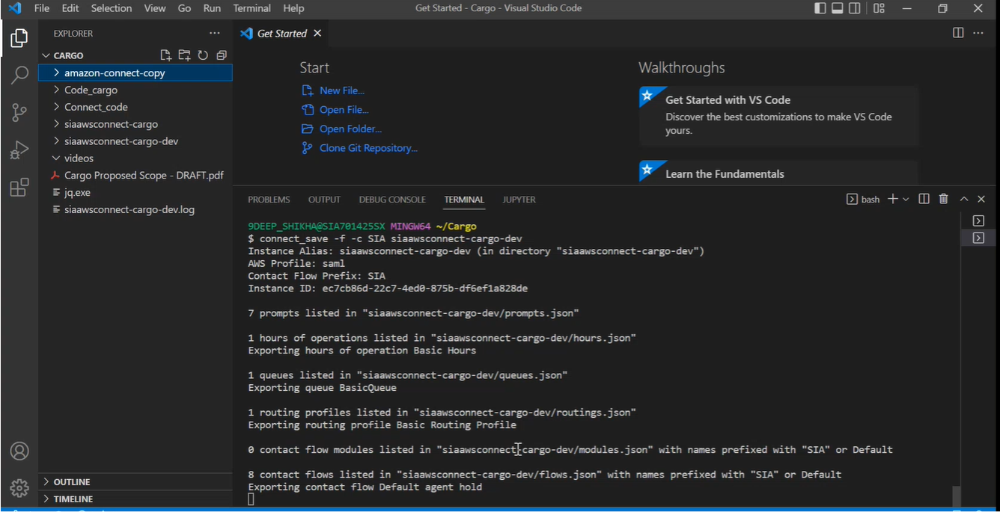 File Edit Selection View Go Run Terminal Help
Get Started - Cargo - Visual Studio Code
EXPLORER
CARGO
amazon-connect-copy
Code_cargo
Connect_code
siaawsconnect-cargo
siaawsconnect-cargo-dev
videos
Cargo Proposed Scope - DRAFT.pdf
jq.exe
siaawsconnect-cargo-dev.log
OUTLINE
TIMELINE
Get Started
Start
New File...
Open File...
Open Folder...
Clone Git Repository...
Walkthroughs
Get Started with VS Code
Discover the best customizations to make VS Code
yours.
Learn the Fundamentals
PROBLEMS OUTPUT DEBUG CONSOLE TERMINAL JUPYTER
bash
9DEEP_SHIKHA@SIA701425SX MINGW64 ~/Cargo
$ connect_save -f -c SIA siaawsconnect-cargo-dev
Instance Alias: siaawsconnect-cargo-dev (in directory "siaawsconnect-cargo-dev")
AWS Profile: saml
Contact Flow Prefix: SIA
Instance ID: ec7cb86d-22c7-4ed0-875b-df6ef1a828de
7 prompts listed in "siaawsconnect-cargo-dev/prompts.json"
1 hours of operations listed in "siaawsconnect-cargo-dev/hours.json"
Exporting hours of operation Basic Hours
1 queues listed in "siaawsconnect-cargo-dev/queues.json"
Exporting queue BasicQueue
1 routing profiles listed in "siaawsconnect-cargo-dev/routings.json"
Exporting routing profile Basic Routing Profile
0 contact flow modules listed in "siaawsconnect-cargo-dev/modules.json" with names prefixed with "SIA" or Default
8 contact flows listed in "siaawsconnect-cargo-dev/flows.json" with names prefixed with "SIA" or Default
Exporting contact flow Default agent hold